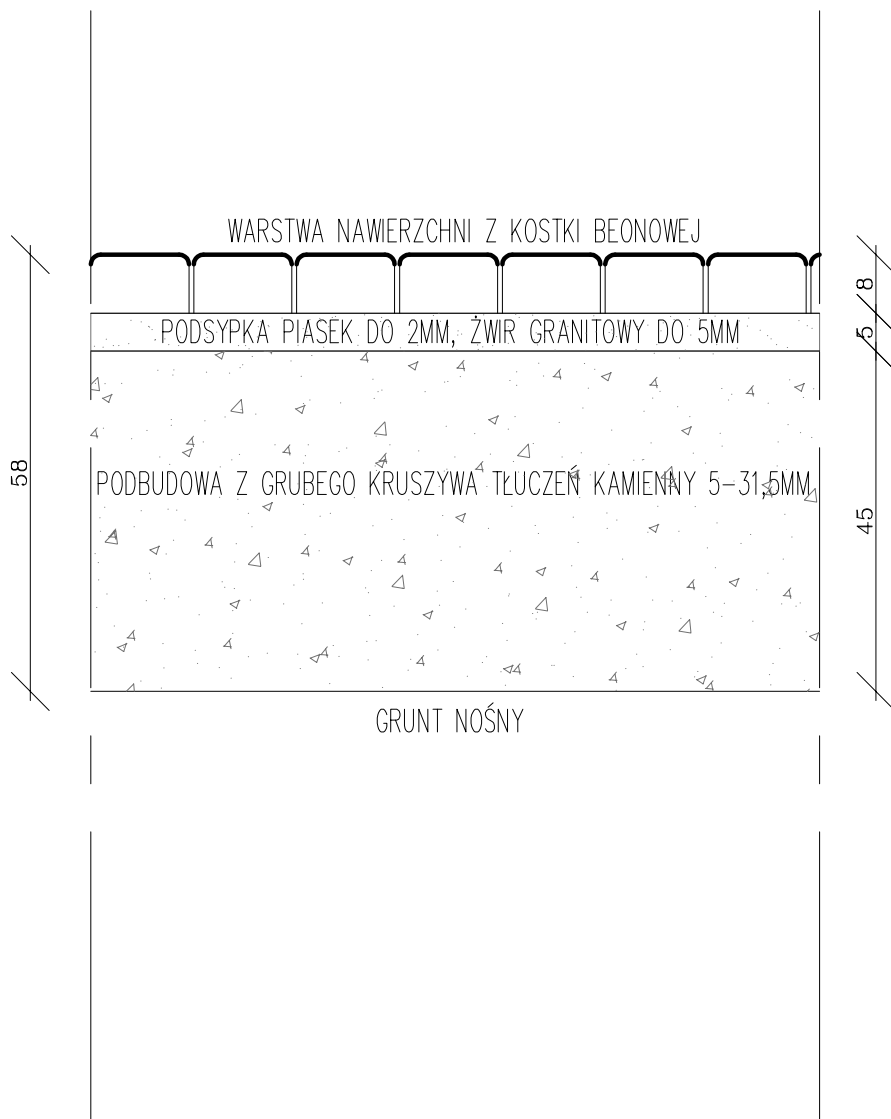 WARSTWA NAWIERZCHNI Z KOSTKI BEONOWEJ
8
PODSYPKA PIASEK DO 2MM, ŻWIR GRANITOWY DO 5MM
5
58
PODBUDOWA Z GRUBEGO KRUSZYWA TŁUCZEŃ KAMIENNY 5-31,5MM
45
GRUNT NOŚNY